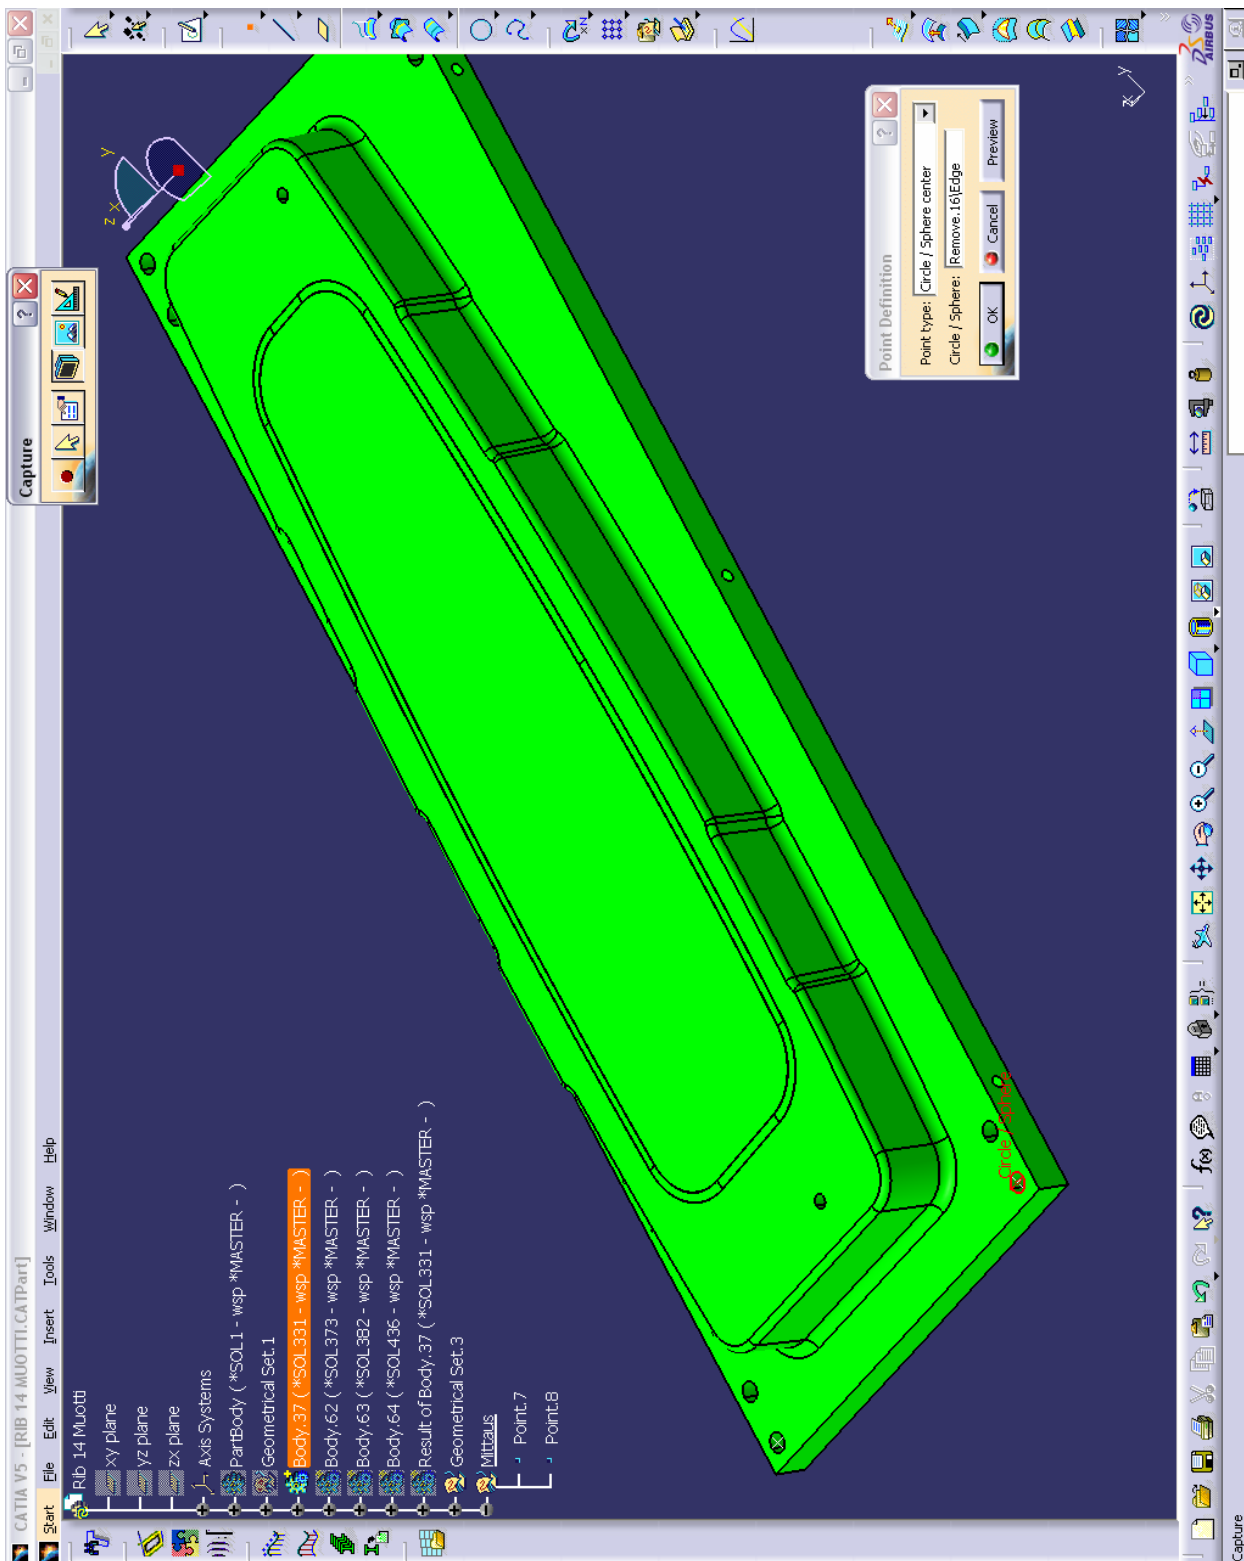 CATIA V5 - [RIB 14 MUOTTI.CATPart]
Start File Edit View Insert Tools Window Help
Rib 14 Muotti
xy plane
yz plane
zx plane
Axis Systems
PartBody ( *SOL1 - wsp *MASTER - )
Geometrical Set.1
Body.37 ( *SOL331 - wsp *MASTER - )
Body.62 ( *SOL373 - wsp *MASTER - )
Body.63 ( *SOL382 - wsp *MASTER - )
Body.64 ( *SOL436 - wsp *MASTER - )
Result of Body.37 ( *SOL331 - wsp *MASTER - )
Geometrical Set.3
Mittaus
Point.7
Point.8
Capture
z x y
Point Definition
Point type: Circle / Sphere center
Circle / Sphere: Remove.16\Edge
OK Cancel Preview
Circle / Sphere
z y
AIRBUS
f(x)
Capture